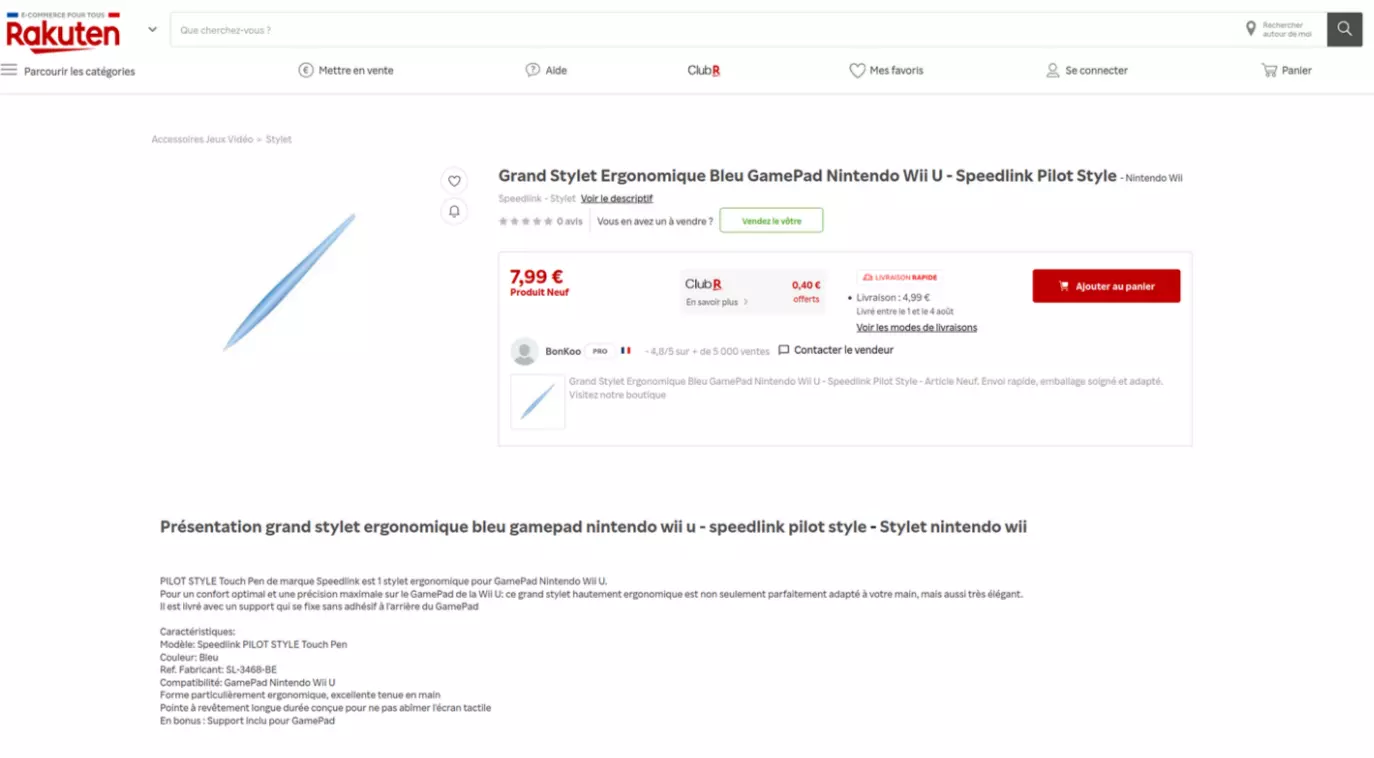 E-COMMERCE POUR TOUS
Rakuten
Que cherchez-vous ?
Rechercher
autour de moi
Parcourir les catégories
Mettre en vente
Aide
ClubR
Mes favoris
Se connecter
Panier
Accessoires Jeux Vidéo > Stylet
Grand Stylet Ergonomique Bleu GamePad Nintendo Wii U - Speedlink Pilot Style - Nintendo Wii
Speedlink - Stylet Voir le descriptif
0 avis Vous en avez un à vendre ? Vendez le vôtre
7,99 €
Produit Neuf
ClubR
En savoir plus >
0,40 €
offerts
LIVRAISON RAPIDE
• Livraison : 4,99 €
Livré entre le 1 et le 4 août
Voir les modes de livraisons
Ajouter au panier
BonKoo PRO - 4,8/5 sur + de 5 000 ventes Contacter le vendeur
Grand Stylet Ergonomique Bleu GamePad Nintendo Wii U - Speedlink Pilot Style - Article Neuf. Envoi rapide, emballage soigné et adapté.
Visitez notre boutique
Présentation grand stylet ergonomique bleu gamepad nintendo wii u - speedlink pilot style - Stylet nintendo wii
PILOT STYLE Touch Pen de marque Speedlink est 1 stylet ergonomique pour GamePad Nintendo Wii U.
Pour un confort optimal et une précision maximale sur le GamePad de la Wii U: ce grand stylet hautement ergonomique est non seulement parfaitement adapté à votre main, mais aussi très élégant.
Il est livré avec un support qui se fixe sans adhésif à l'arrière du GamePad
Caractéristiques:
Modèle: Speedlink PILOT STYLE Touch Pen
Couleur: Bleu
Ref. Fabricant: SL-3468-BE
Compatibilité: GamePad Nintendo Wii U
Forme particulièrement ergonomique, excellente tenue en main
Pointe à revêtement longue durée conçue pour ne pas abîmer l'écran tactile
En bonus : Support inclu pour GamePad